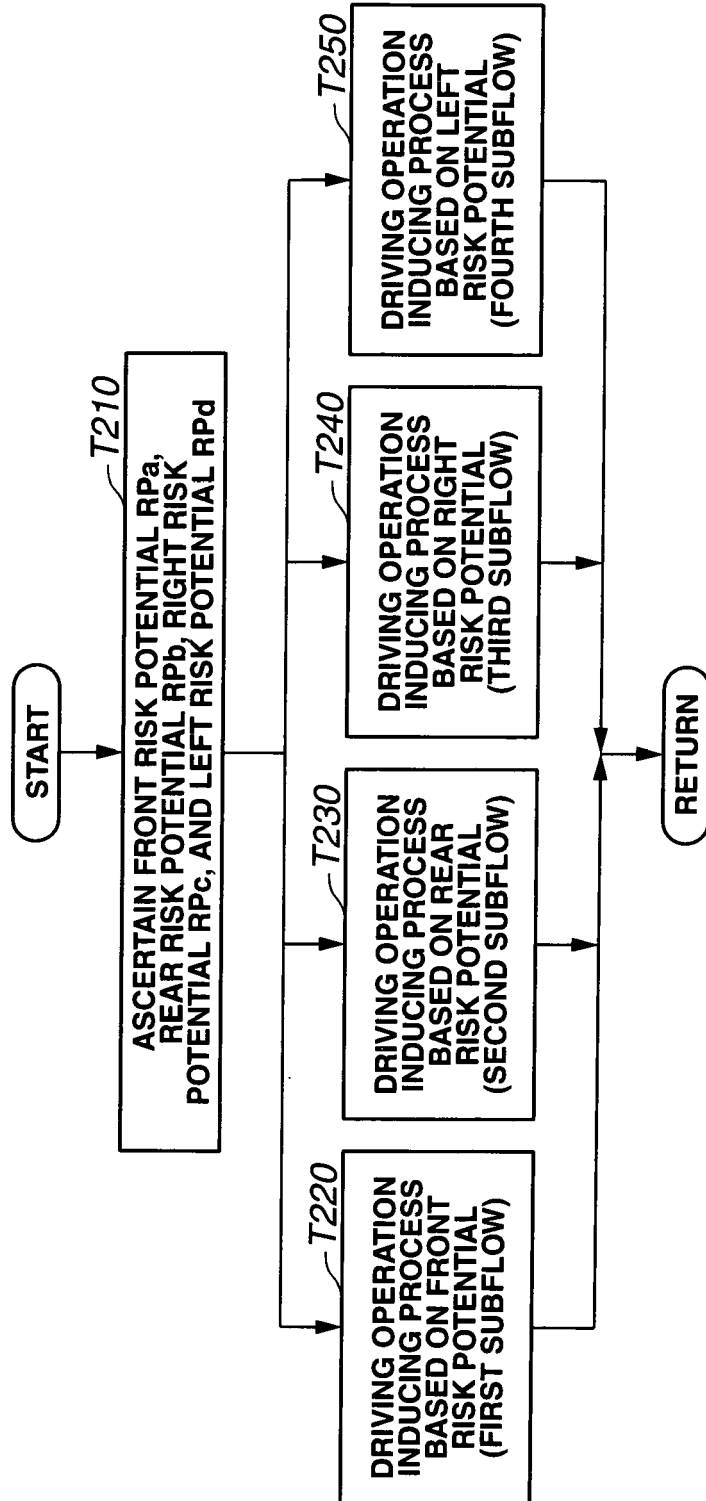 START
T210
ASCERTAIN FRONT RISK POTENTIAL RPa,
REAR RISK POTENTIAL RPb, RIGHT RISK
POTENTIAL RPc, AND LEFT RISK POTENTIAL RPd
T220
DRIVING OPERATION
INDUCING PROCESS
BASED ON FRONT
RISK POTENTIAL
(FIRST SUBFLOW)
T230
DRIVING OPERATION
INDUCING PROCESS
BASED ON REAR
RISK POTENTIAL
(SECOND SUBFLOW)
T240
DRIVING OPERATION
INDUCING PROCESS
BASED ON RIGHT
RISK POTENTIAL
(THIRD SUBFLOW)
T250
DRIVING OPERATION
INDUCING PROCESS
BASED ON LEFT
RISK POTENTIAL
(FOURTH SUBFLOW)
RETURN